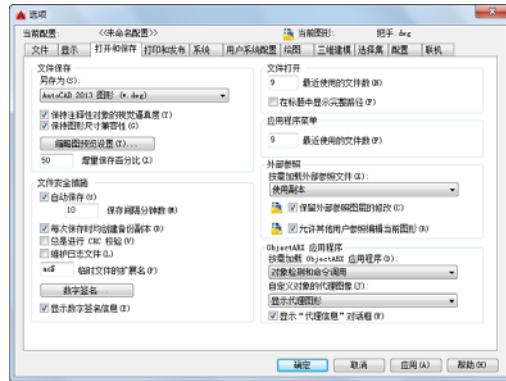 选项
当前配置: <<未命名配置>> 当前图形: 把手.dwg
文件 显示 打开和保存 打印和发布 系统 用户系统配置 绘图 三维建模 选择集 配置 联机
文件保存
另存为(S):
AutoCAD 2013 图形 (*.dwg)
保持注释性对象的视觉逼真度(T)
保持图形尺寸兼容性(G)
缩略图预览设置(T)...
50 增量保存百分比(I)
文件安全措施
自动保存(U)
10 保存间隔分钟数(M)
每次保存时均创建备份副本(B)
总是进行 CRC 校验(V)
维护日志文件(L)
ac$ 临时文件的扩展名(P)
数字签名...
显示数字签名信息(E)
文件打开
9 最近使用的文件数(N)
在标题中显示完整路径(F)
应用程序菜单
9 最近使用的文件数(F)
外部参照
按需加载外部参照文件(X):
使用副本
保留外部参照图层的修改(C)
允许其他用户参照编辑当前图形(R)
ObjectARX 应用程序
按需加载 ObjectARX 应用程序(D):
对象检测和命令调用
自定义对象的代理图像(J):
显示代理图形
显示“代理信息”对话框(W)
确定 取消 应用(A) 帮助(H)